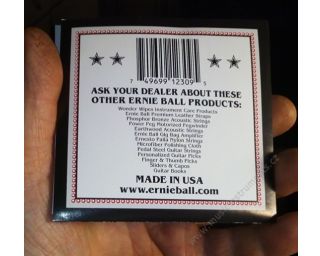 7 49699 12309 5
ASK YOUR DEALER ABOUT THESE
OTHER ERNIE BALL PRODUCTS:
Wonder Wipes Instrument Care Products
Ernie Ball Premium Leather Straps
Phosphor Bronze Acoustic Strings
Power Peg Motorized Pegwinder
Earthwood Acoustic Strings
Ernie Ball Gig Bag Amplifier
Ernesto Palla Nylon Strings
Microfiber Polishing Cloth
Pedal Steel Guitar Strings
Personalized Guitar Picks
Finger & Thumb Picks
Sliders & Capos
Guitar Books
MADE IN USA
www.ernieball.com